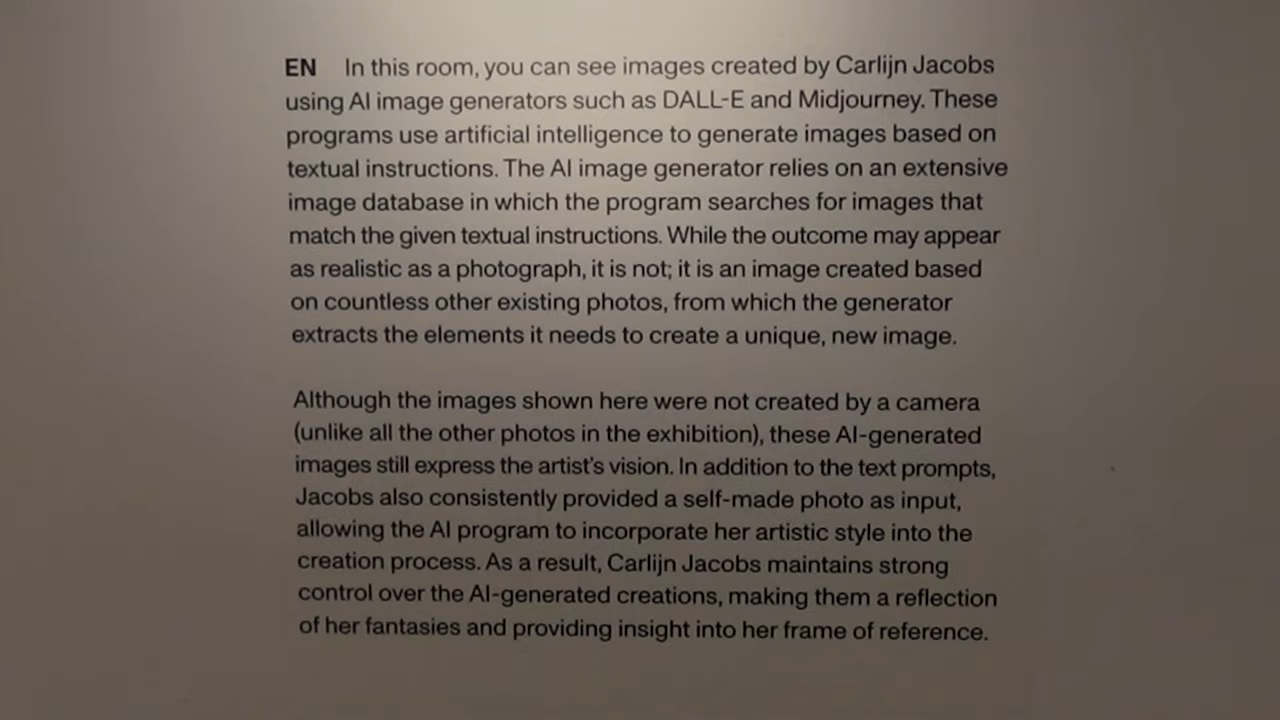 EN In this room, you can see images created by Carlijn Jacobs
using AI image generators such as DALL-E and Midjourney. These
programs use artificial intelligence to generate images based on
textual instructions. The AI image generator relies on an extensive
image database in which the program searches for images that
match the given textual instructions. While the outcome may appear
as realistic as a photograph, it is not; it is an image created based
on countless other existing photos, from which the generator
extracts the elements it needs to create a unique, new image.
Although the images shown here were not created by a camera
(unlike all the other photos in the exhibition), these AI-generated
images still express the artist's vision. In addition to the text prompts,
Jacobs also consistently provided a self-made photo as input,
allowing the AI program to incorporate her artistic style into the
creation process. As a result, Carlijn Jacobs maintains strong
control over the AI-generated creations, making them a reflection
of her fantasies and providing insight into her frame of reference.